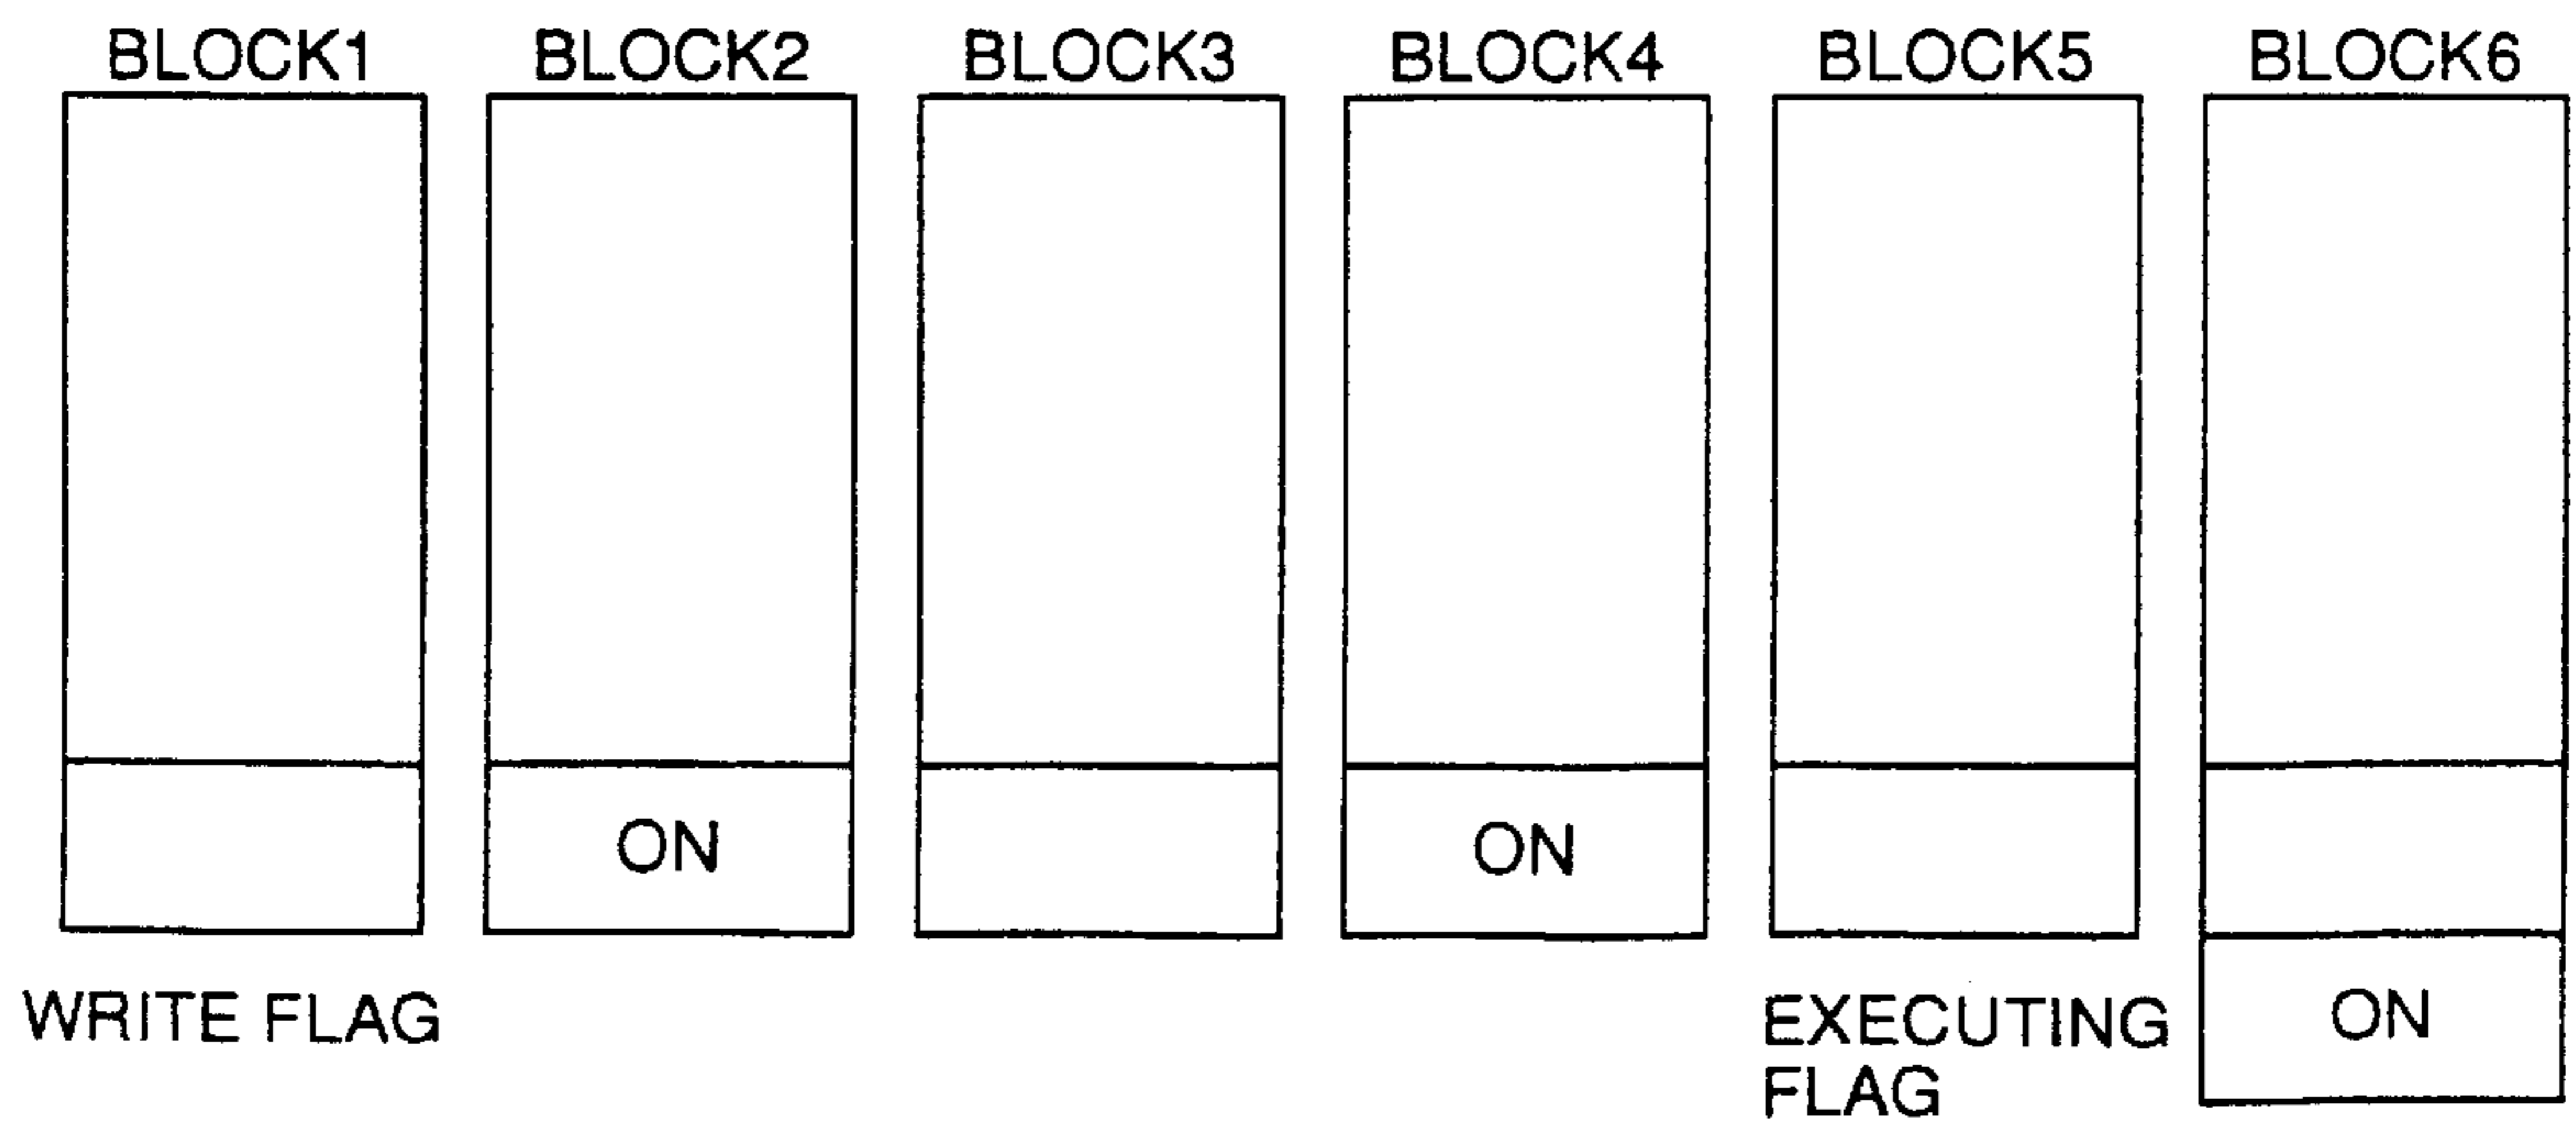 BLOCK1 BLOCK2 BLOCK3 BLOCK4 BLOCK5 BLOCK6
ON ON
WRITE FLAG EXECUTING FLAG ON